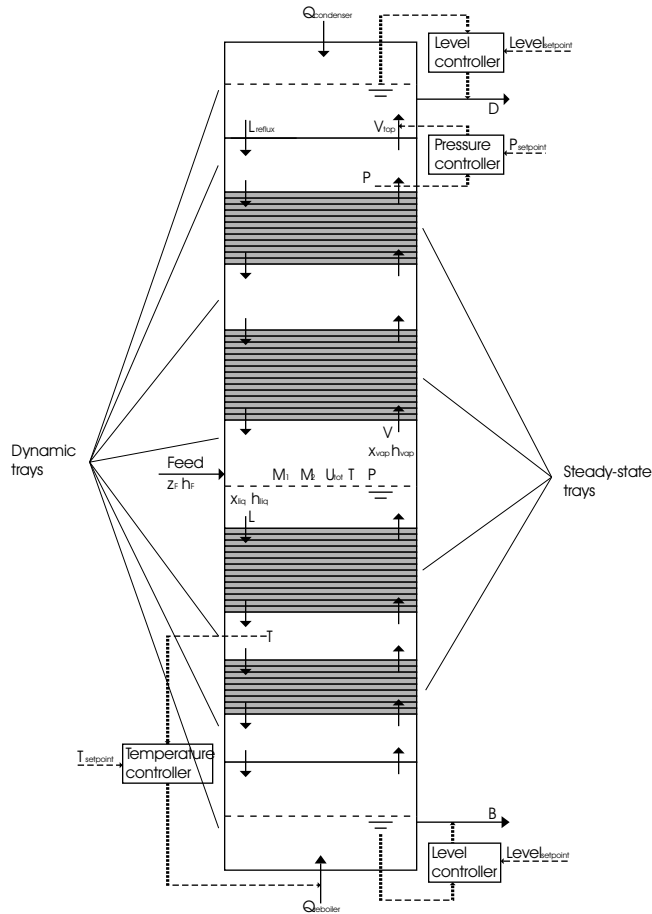 Qcondenser
Level controller
Levelsetpoint
D
Lreflux
Vtop
Pressure controller
Psetpoint
P
V
xvap hvap
Dynamic trays
Feed
zF hF
M1 M2 Utot T P
Steady-state trays
xliq hliq
L
T
Tsetpoint
Temperature controller
B
Level controller
Levelsetpoint
Qreboiler